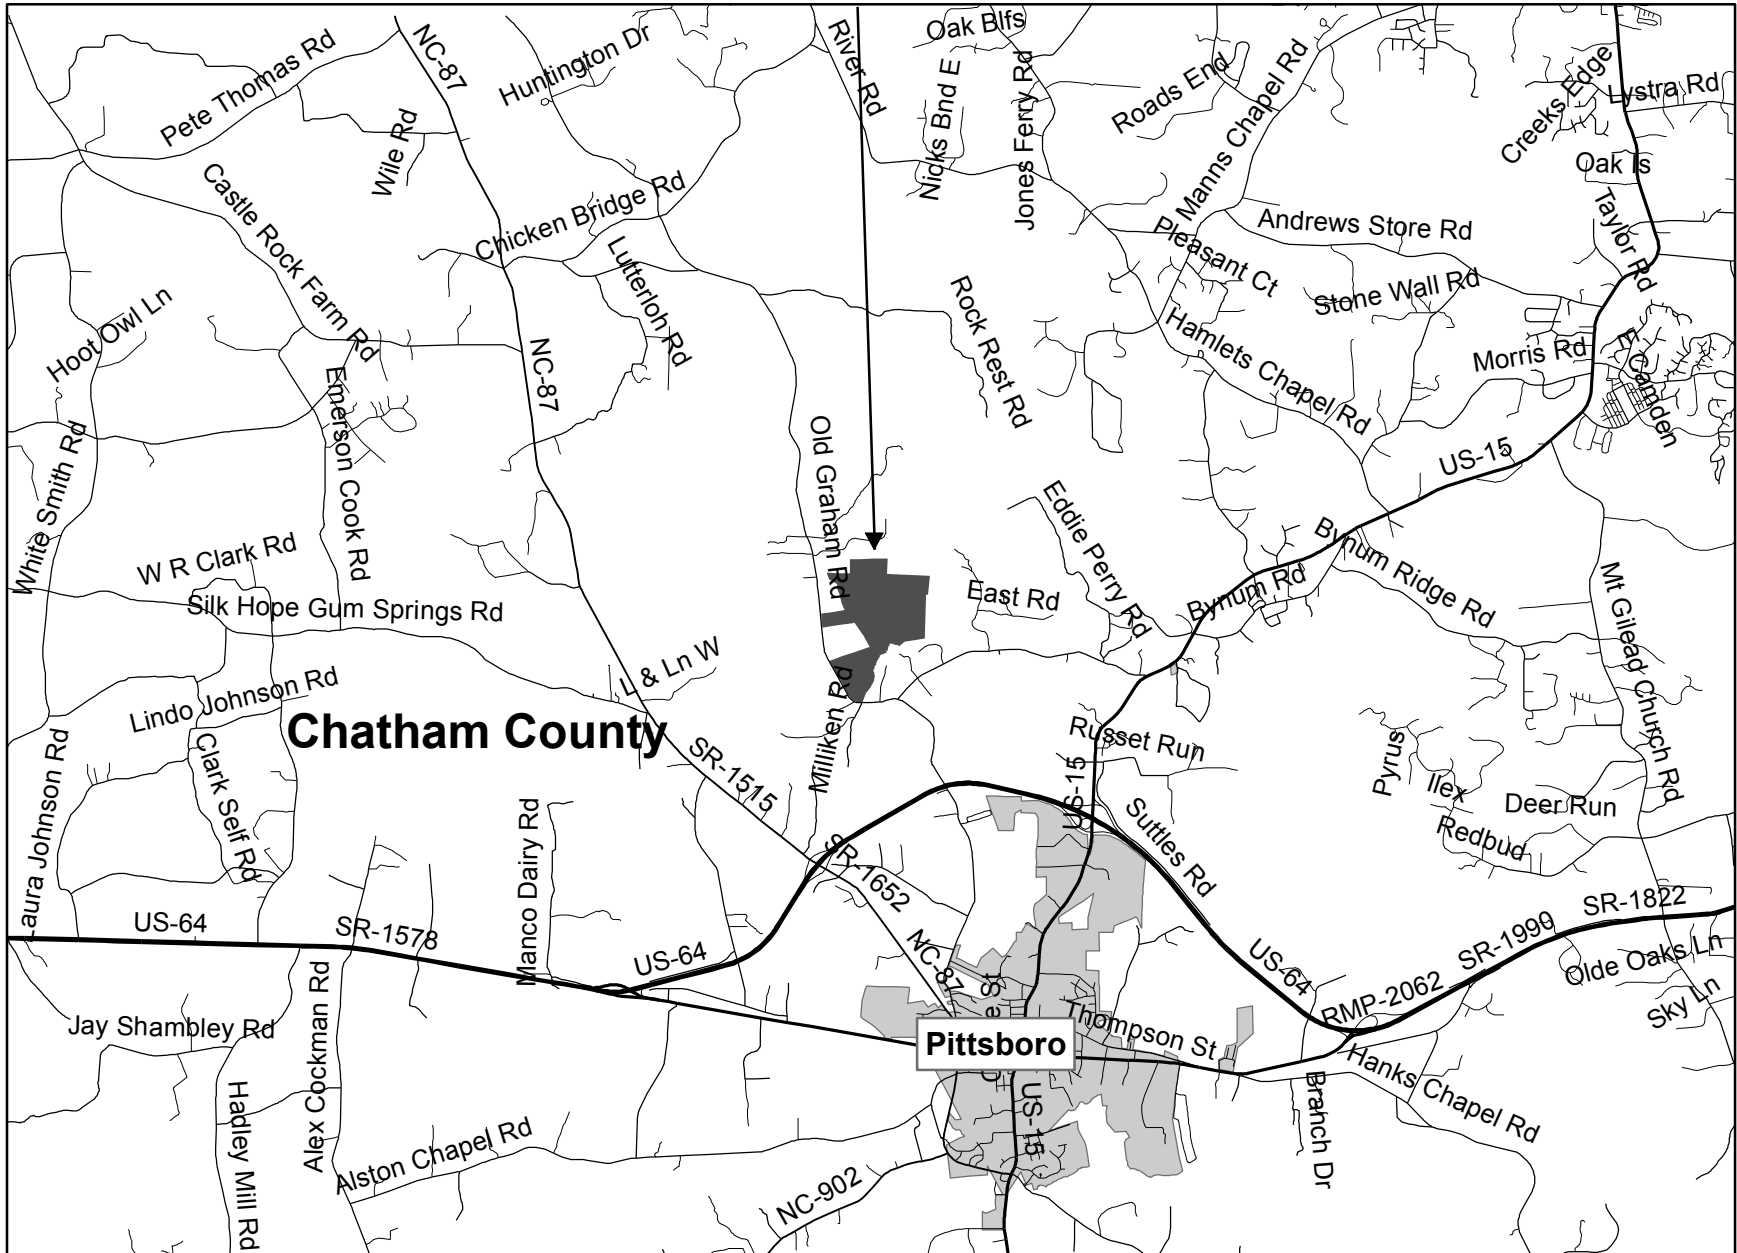 Oak Blfs
River Rd
NC-87
Huntington Dr
Pete Thomas Rd
Nicks Bnd E
Jones Ferry Rd
Roads End
Manns Chapel Rd
Creeks Edge
Lystra Rd
Wile Rd
Oak Is
Castle Rock Farm Rd
Chicken Bridge Rd
Andrews Store Rd
Taylor Rd
Pleasant Ct
Pl
Lutterloh Rd
Stone Wall Rd
Rock Rest Rd
Hoot Owl Ln
Hamlets Chapel Rd
Morris Rd
E Camden
NC-87
Emerson Cook Rd
Old Graham Rd
White Smith Rd
US-15
Eddie Perry Rd
Bynum Ridge Rd
W R Clark Rd
Silk Hope Gum Springs Rd
East Rd
Bynum Rd
Mt Gilead Church Rd
L & Ln W
Lindo Johnson Rd
Chatham County
Milliken Rd
Russet Run
Laura Johnson Rd
Clark Self Rd
SR-1515
US-15
Pyrus
Ilex
Deer Run
Redbud
Manco Dairy Rd
Suttles Rd
SR-1652
US-64
SR-1578
US-64
NC-87
US-64
SR-1990
SR-1822
Olde Oaks Ln
Sky Ln
RMP-2062
Jay Shambley Rd
Alex Cockman Rd
Thompson St
Pittsboro
Hanks Chapel Rd
Branch Dr
US-15
Hadley Mill Rd
Alston Chapel Rd
NC-902